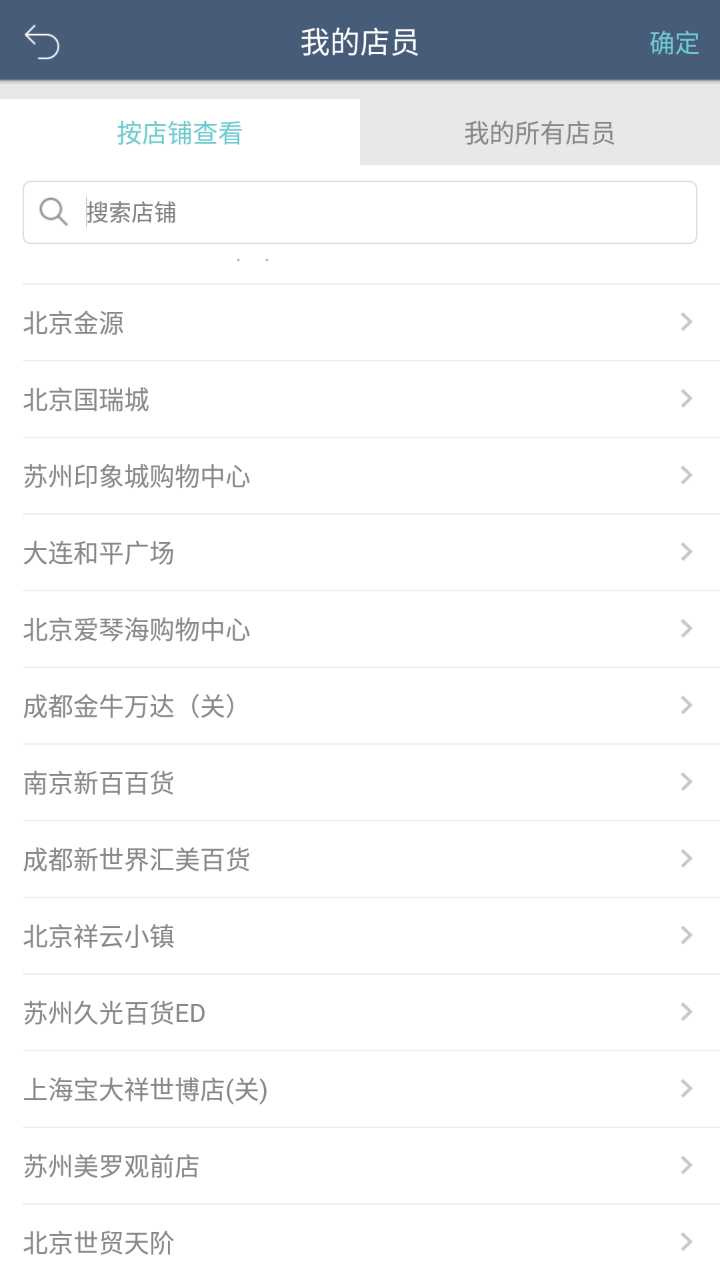 我的店员
确定
按店铺查看
我的所有店员
搜索店铺
北京金源
北京国瑞城
苏州印象城购物中心
大连和平广场
北京爱琴海购物中心
成都金牛万达（关）
南京新百百货
成都新世界汇美百货
北京祥云小镇
苏州久光百货ED
上海宝大祥世博店(关)
苏州美罗观前店
北京世贸天阶